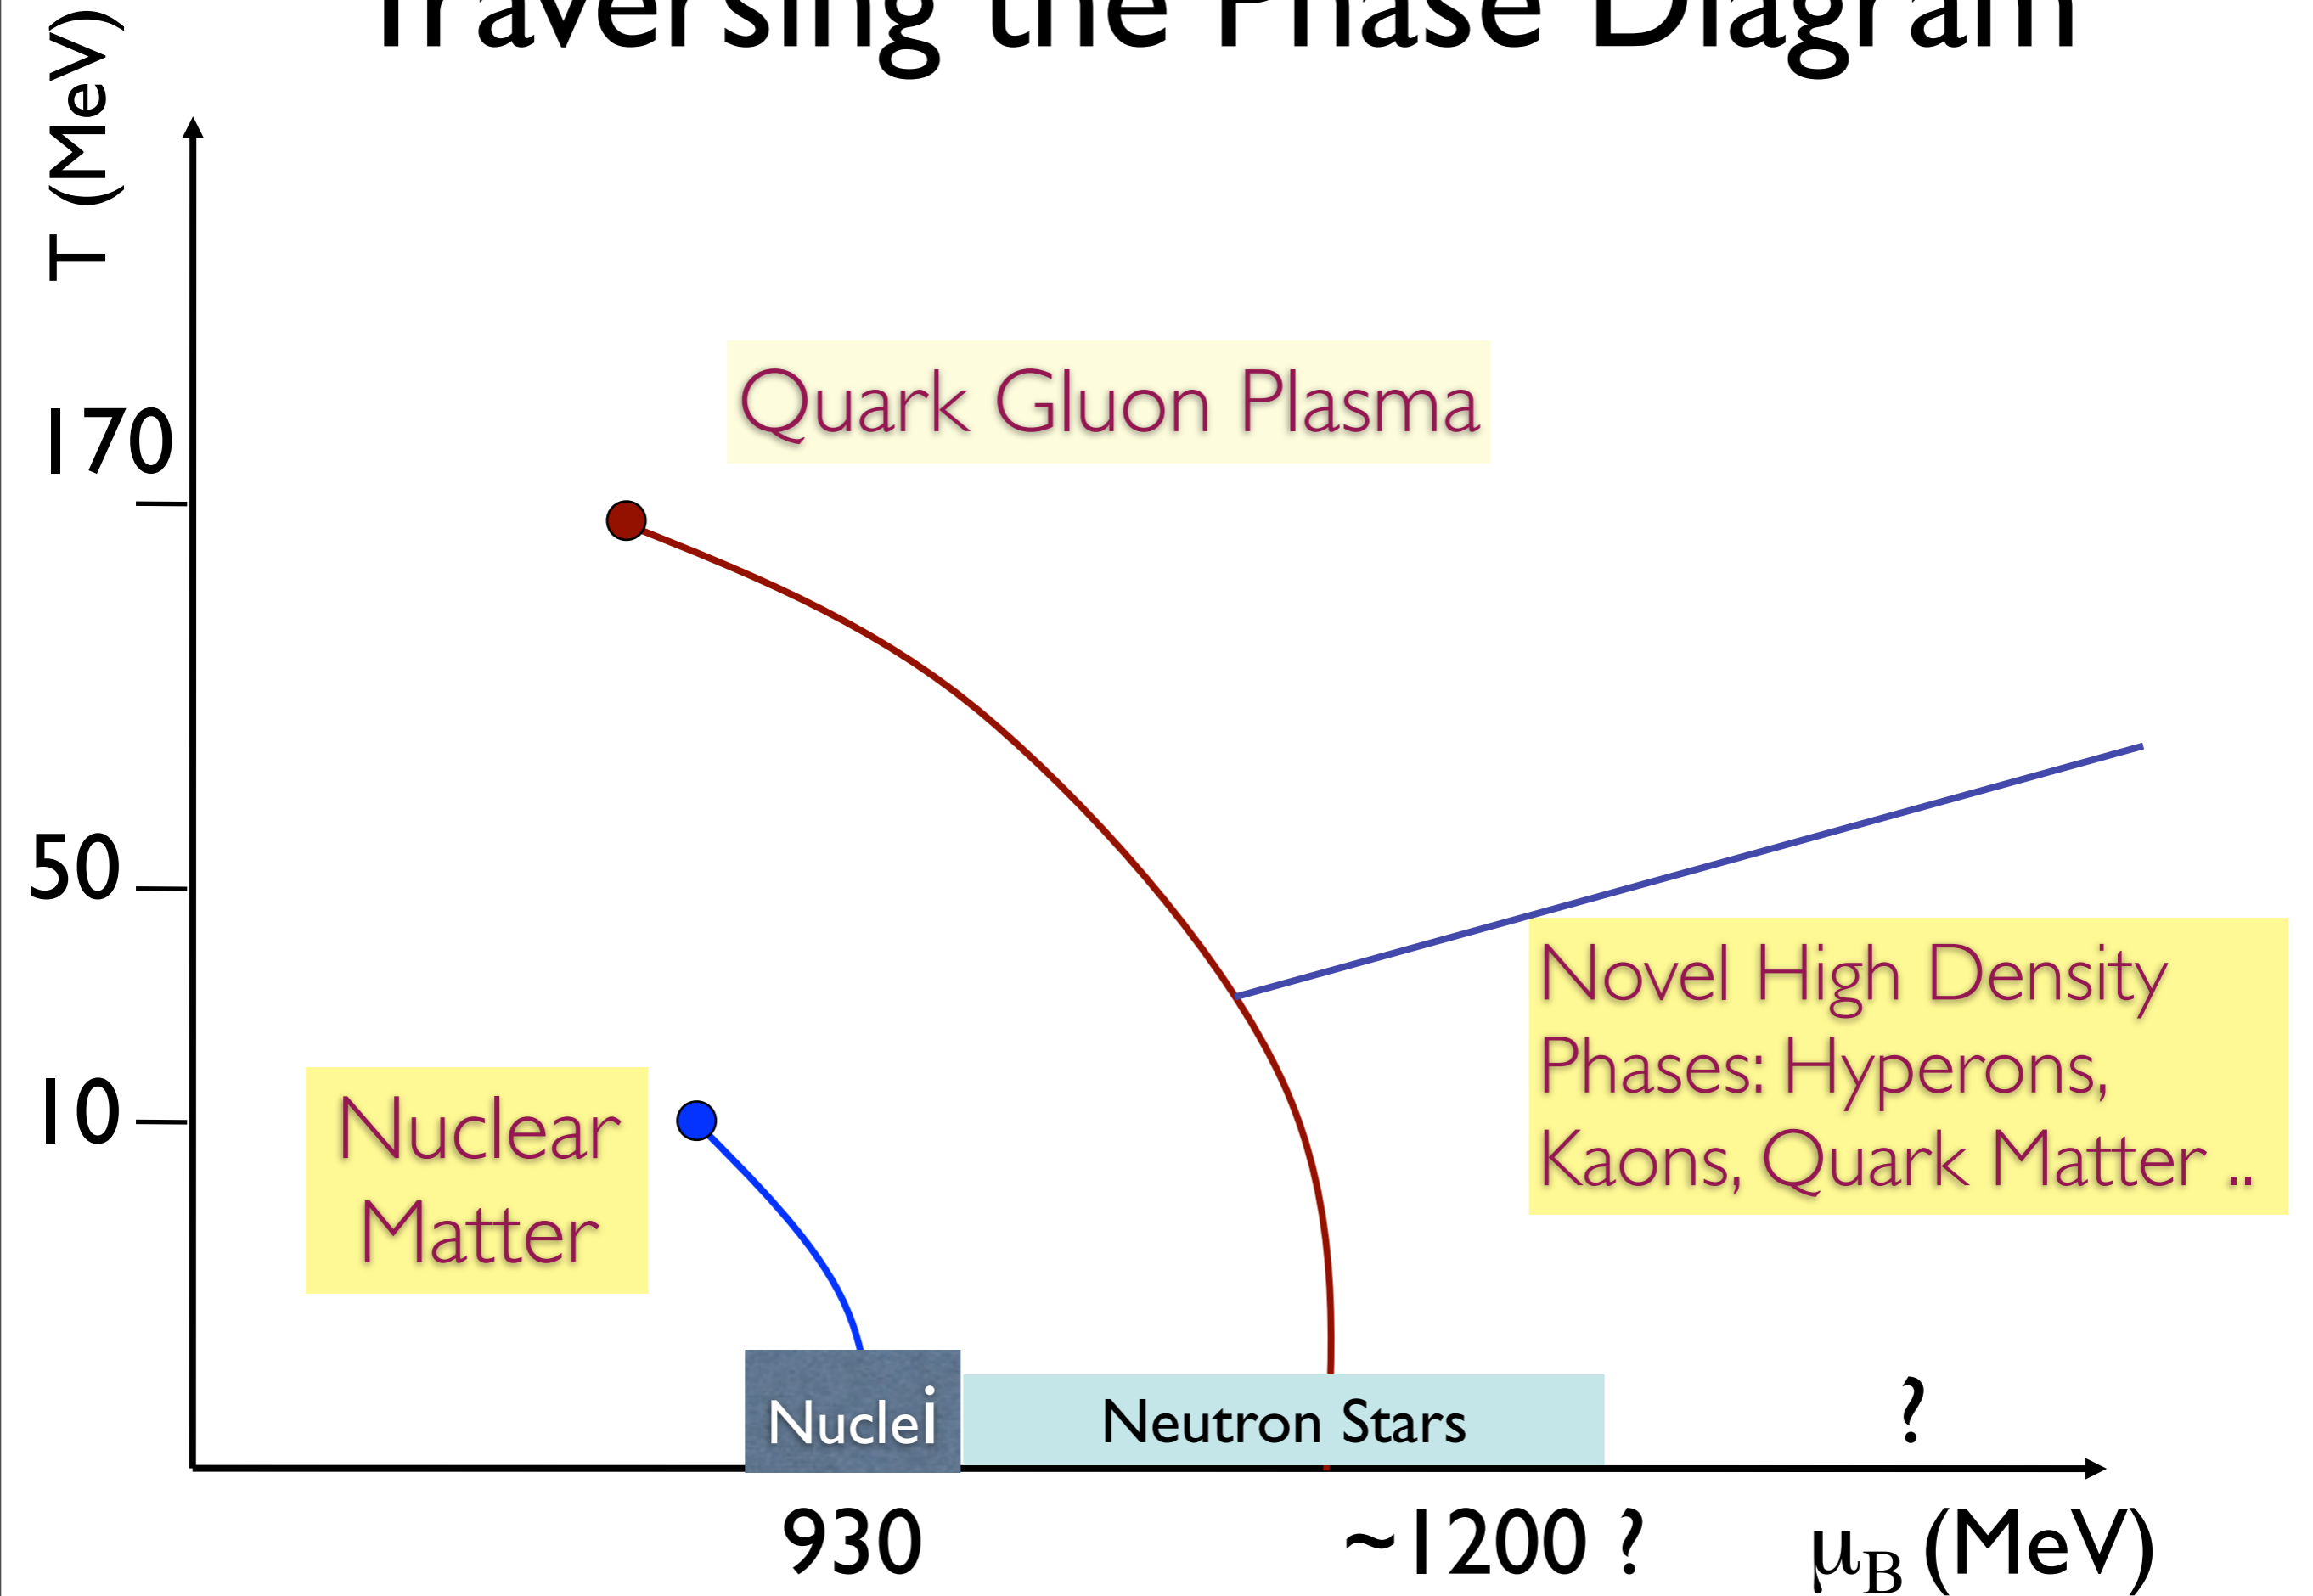 Traversing the Phase Diagram
T (MeV)
Quark Gluon Plasma
170
50
Novel High Density
Phases: Hyperons,
Kaons, Quark Matter ..
10
Nuclear
Matter
Nuclei
Neutron Stars
?
930
~1200 ?
μB (MeV)